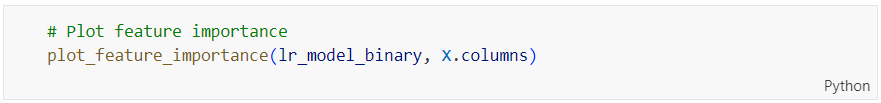 # Plot feature importance
plot_feature_importance(lr_model_binary, X.columns)
Python